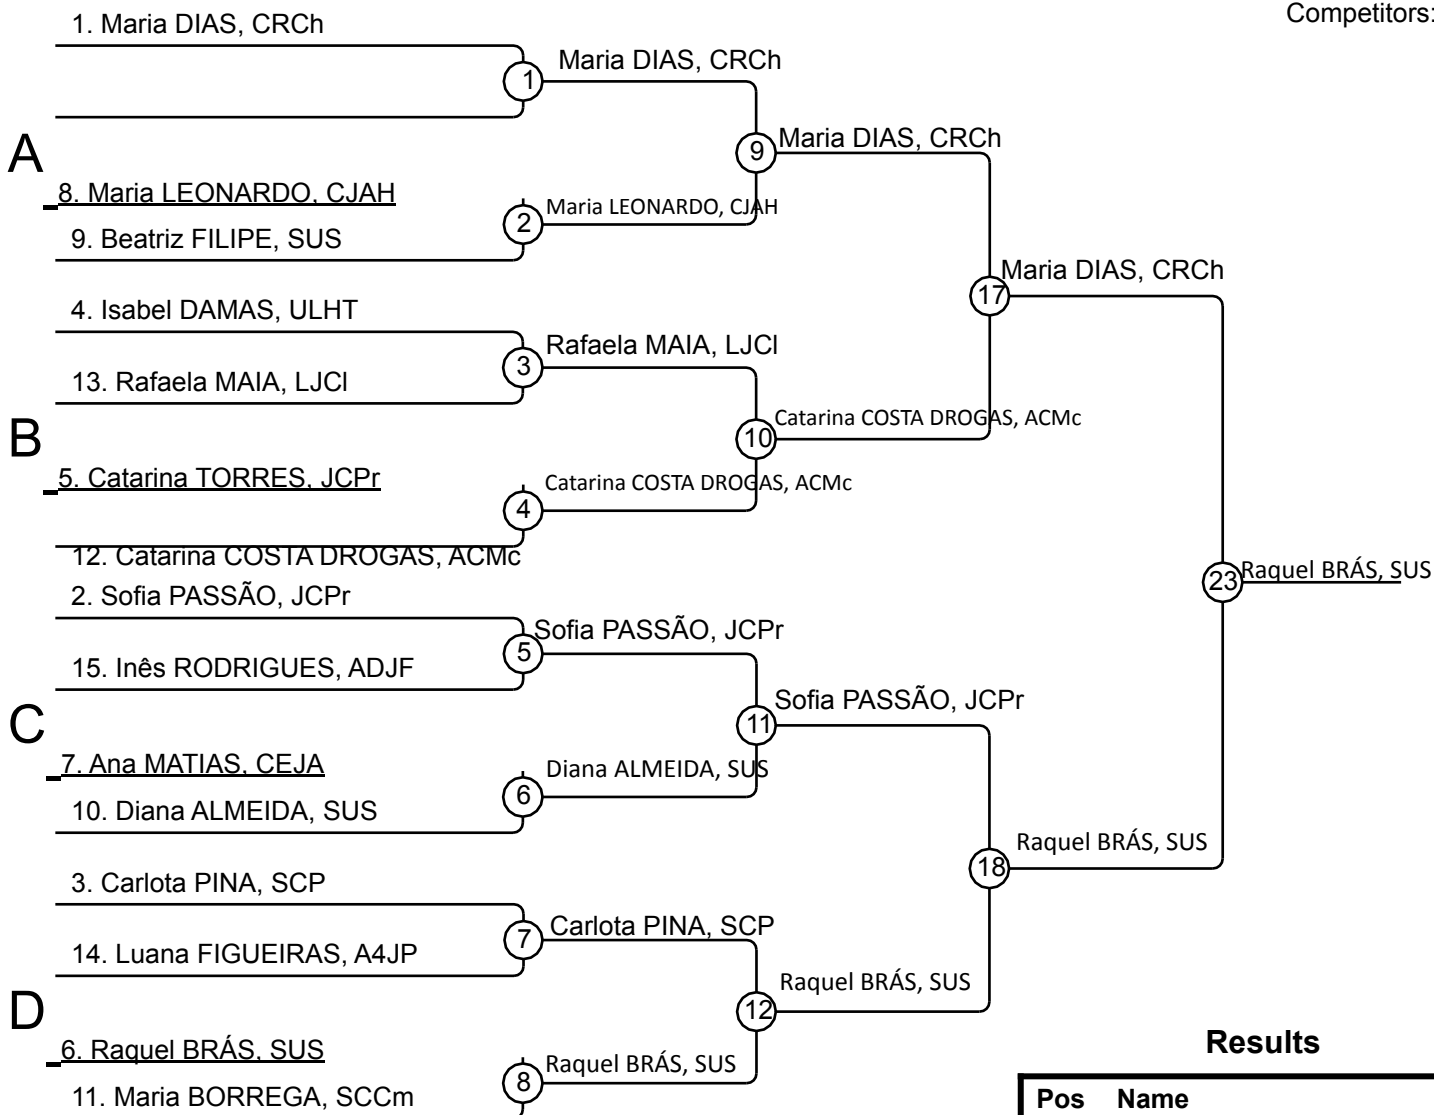 Competitors:
1. Maria DIAS, CRCh
Maria DIAS, CRCh
1
A
Maria DIAS, CRCh
9
8. Maria LEONARDO, CJAH
Maria LEONARDO, CJAH
2
9. Beatriz FILIPE, SUS
Maria DIAS, CRCh
17
4. Isabel DAMAS, ULHT
Rafaela MAIA, LJCl
3
13. Rafaela MAIA, LJCl
B
Catarina COSTA DROGAS, ACMc
10
5. Catarina TORRES, JCPr
Catarina COSTA DROGAS, ACMc
4
12. Catarina COSTA DROGAS, ACMc
Raquel BRÁS, SUS
23
2. Sofia PASSÃO, JCPr
Sofia PASSÃO, JCPr
5
15. Inês RODRIGUES, ADJF
C
Sofia PASSÃO, JCPr
11
7. Ana MATIAS, CEJA
Diana ALMEIDA, SUS
6
10. Diana ALMEIDA, SUS
Raquel BRÁS, SUS
18
3. Carlota PINA, SCP
Carlota PINA, SCP
7
14. Luana FIGUEIRAS, A4JP
D
Raquel BRÁS, SUS
12
6. Raquel BRÁS, SUS
Raquel BRÁS, SUS
8
11. Maria BORREGA, SCCm
Results
Pos Name